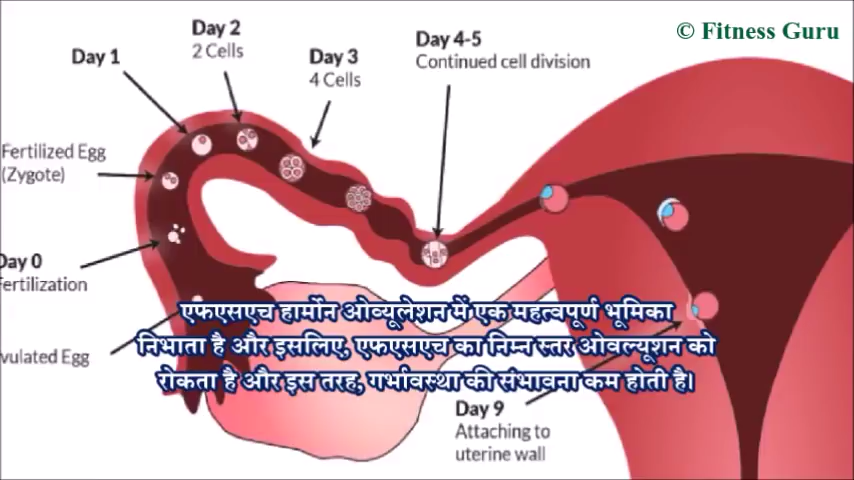 © Fitness Guru
Day 1
Day 2
2 Cells
Day 3
4 Cells
Day 4-5
Continued cell division
Fertilized Egg
(Zygote)
Day 0
Fertilization
vulated Egg
एफएसएच हार्मोन ओव्यूलेशन में एक महत्वपूर्ण भूमिका
निभाता है और इसलिए, एफएसएच का निम्न स्तर ओवल्यूशन को
रोकता है और इस तरह, गर्भावस्था की संभावना कम होती है।
Day 9
Attaching to
uterine wall